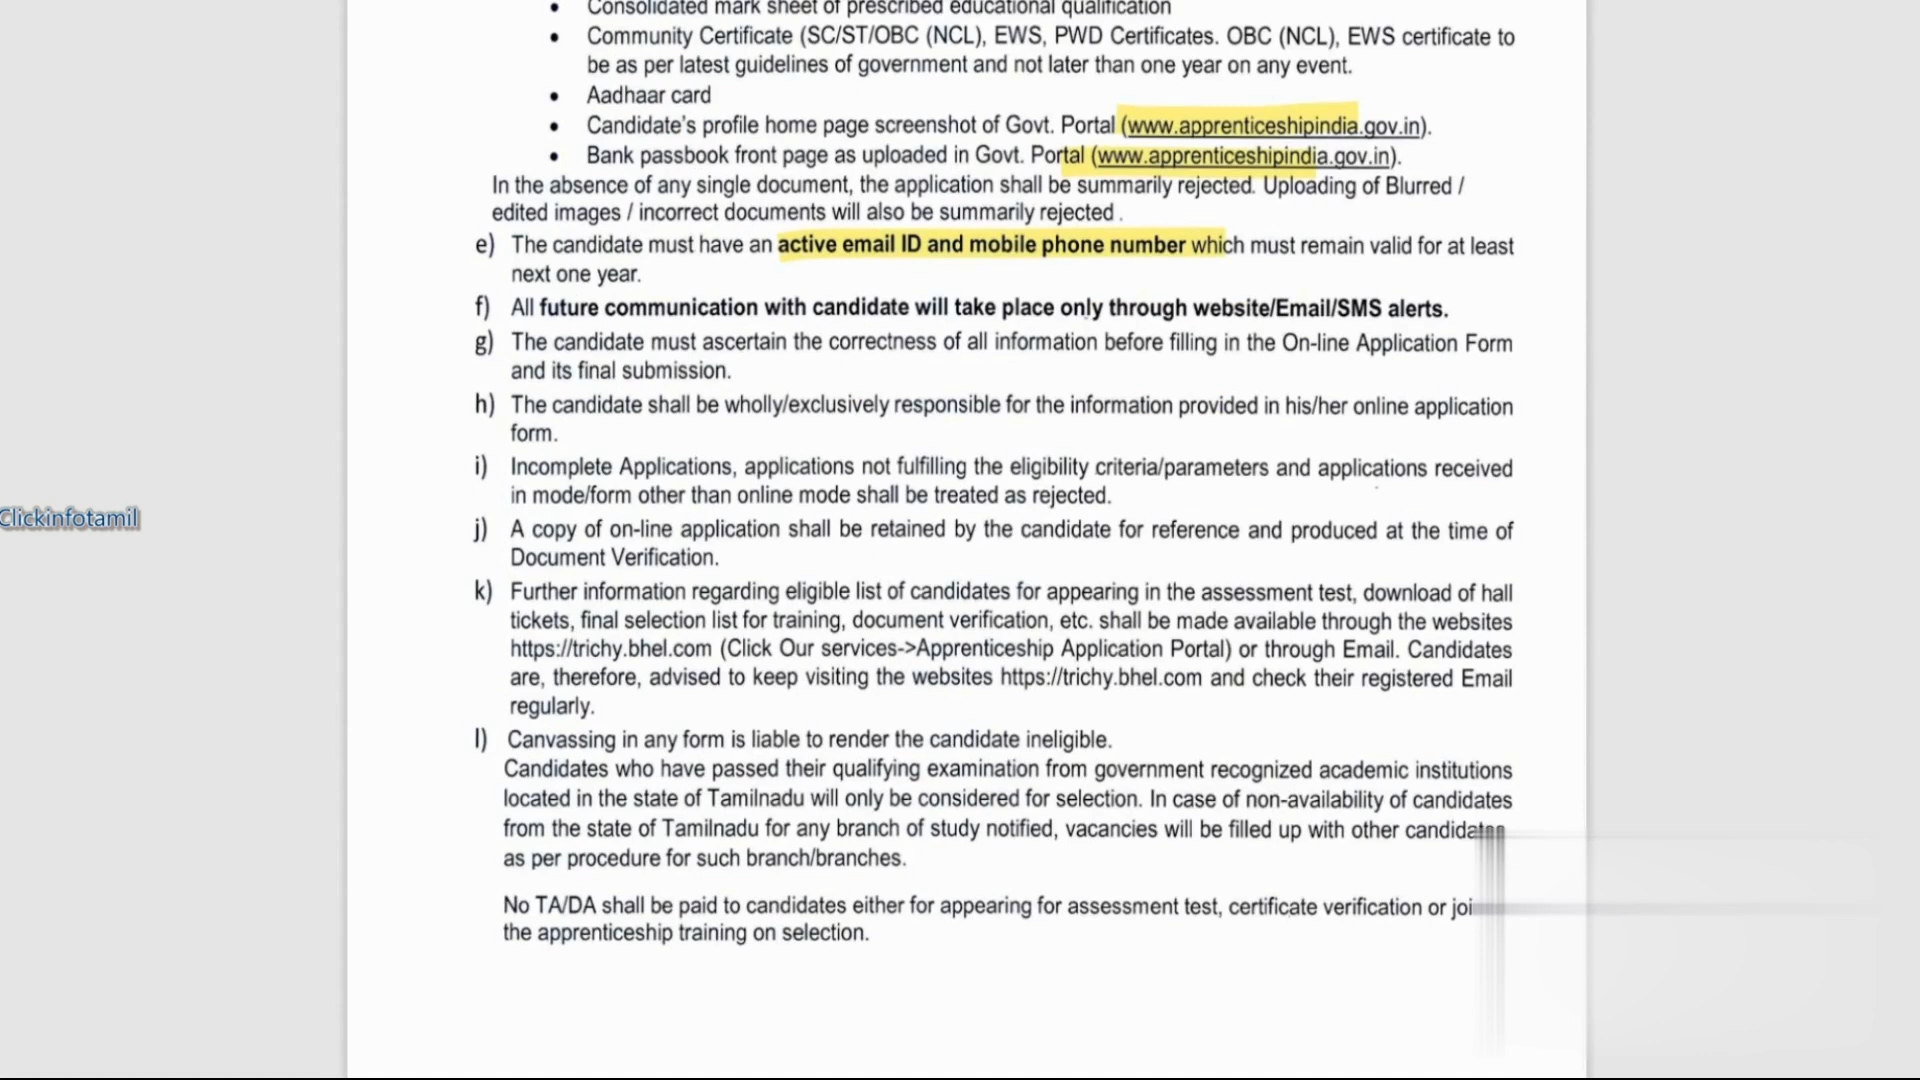 • Consolidated mark sheet of prescribed educational qualification
• Community Certificate (SC/ST/OBC (NCL), EWS, PWD Certificates. OBC (NCL), EWS certificate to
be as per latest guidelines of government and not later than one year on any event.
• Aadhaar card
• Candidate's profile home page screenshot of Govt. Portal (www.apprenticeshipindia.gov.in).
• Bank passbook front page as uploaded in Govt. Portal (www.apprenticeshipindia.gov.in).
In the absence of any single document, the application shall be summarily rejected. Uploading of Blurred /
edited images / incorrect documents will also be summarily rejected .
e) The candidate must have an active email ID and mobile phone number which must remain valid for at least
next one year.
f) All future communication with candidate will take place only through website/Email/SMS alerts.
g) The candidate must ascertain the correctness of all information before filling in the On-line Application Form
and its final submission.
h) The candidate shall be wholly/exclusively responsible for the information provided in his/her online application
form.
i) Incomplete Applications, applications not fulfilling the eligibility criteria/parameters and applications received
in mode/form other than online mode shall be treated as rejected.
Clickinfotamil
j) A copy of on-line application shall be retained by the candidate for reference and produced at the time of
Document Verification.
k) Further information regarding eligible list of candidates for appearing in the assessment test, download of hall
tickets, final selection list for training, document verification, etc. shall be made available through the websites
https://trichy.bhel.com (Click Our services->Apprenticeship Application Portal) or through Email. Candidates
are, therefore, advised to keep visiting the websites https://trichy.bhel.com and check their registered Email
regularly.
l) Canvassing in any form is liable to render the candidate ineligible.
Candidates who have passed their qualifying examination from government recognized academic institutions
located in the state of Tamilnadu will only be considered for selection. In case of non-availability of candidates
from the state of Tamilnadu for any branch of study notified, vacancies will be filled up with other candidates
as per procedure for such branch/branches.
No TA/DA shall be paid to candidates either for appearing for assessment test, certificate verification or joi
the apprenticeship training on selection.